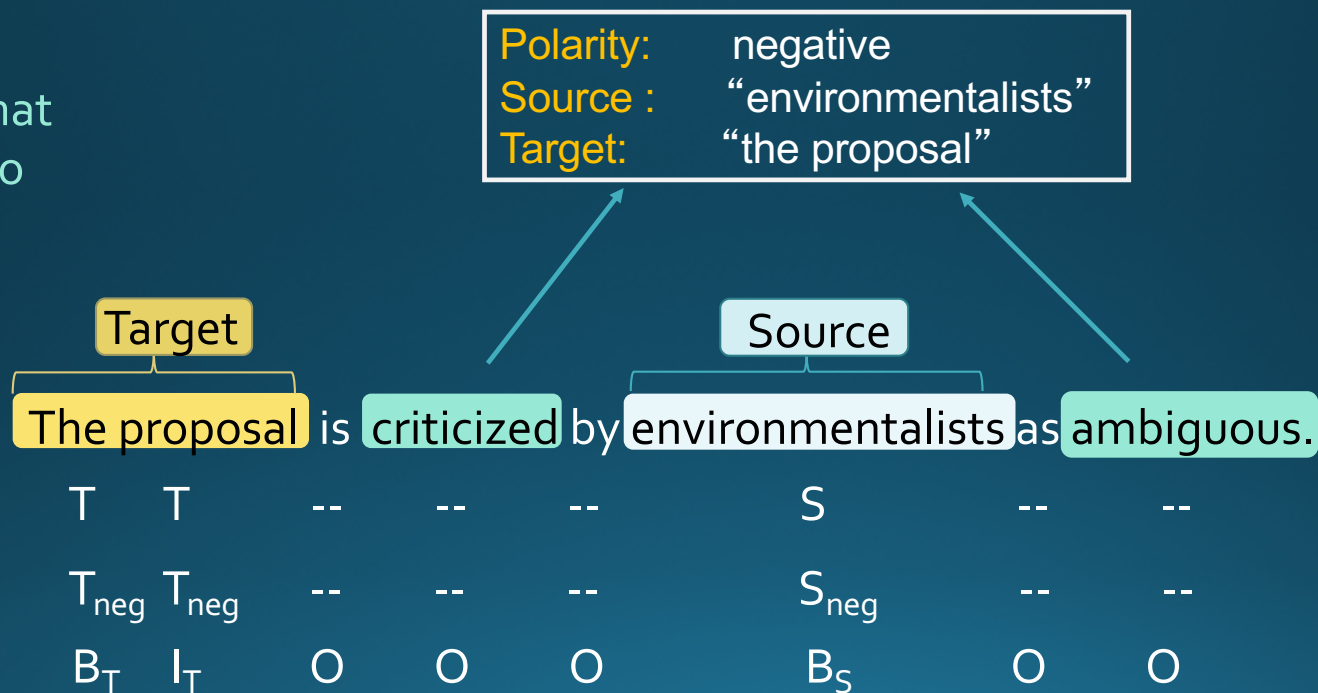 Polarity: negative
Source : “environmentalists”
Target: “the proposal”
Target Source
The proposal is criticized by environmentalists as ambiguous.
T T -- -- -- S -- --
Tneg Tneg -- -- -- Sneg -- --
BT IT O O O BS O O